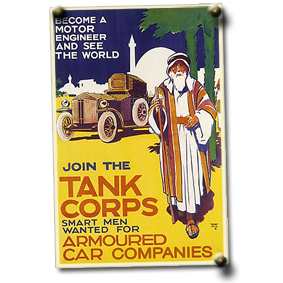 BECOME A
MOTOR
ENGINEER
AND SEE
THE WORLD
JOIN THE
TANK
CORPS
SMART MEN
WANTED FOR
ARMOURED
CAR COMPANIES